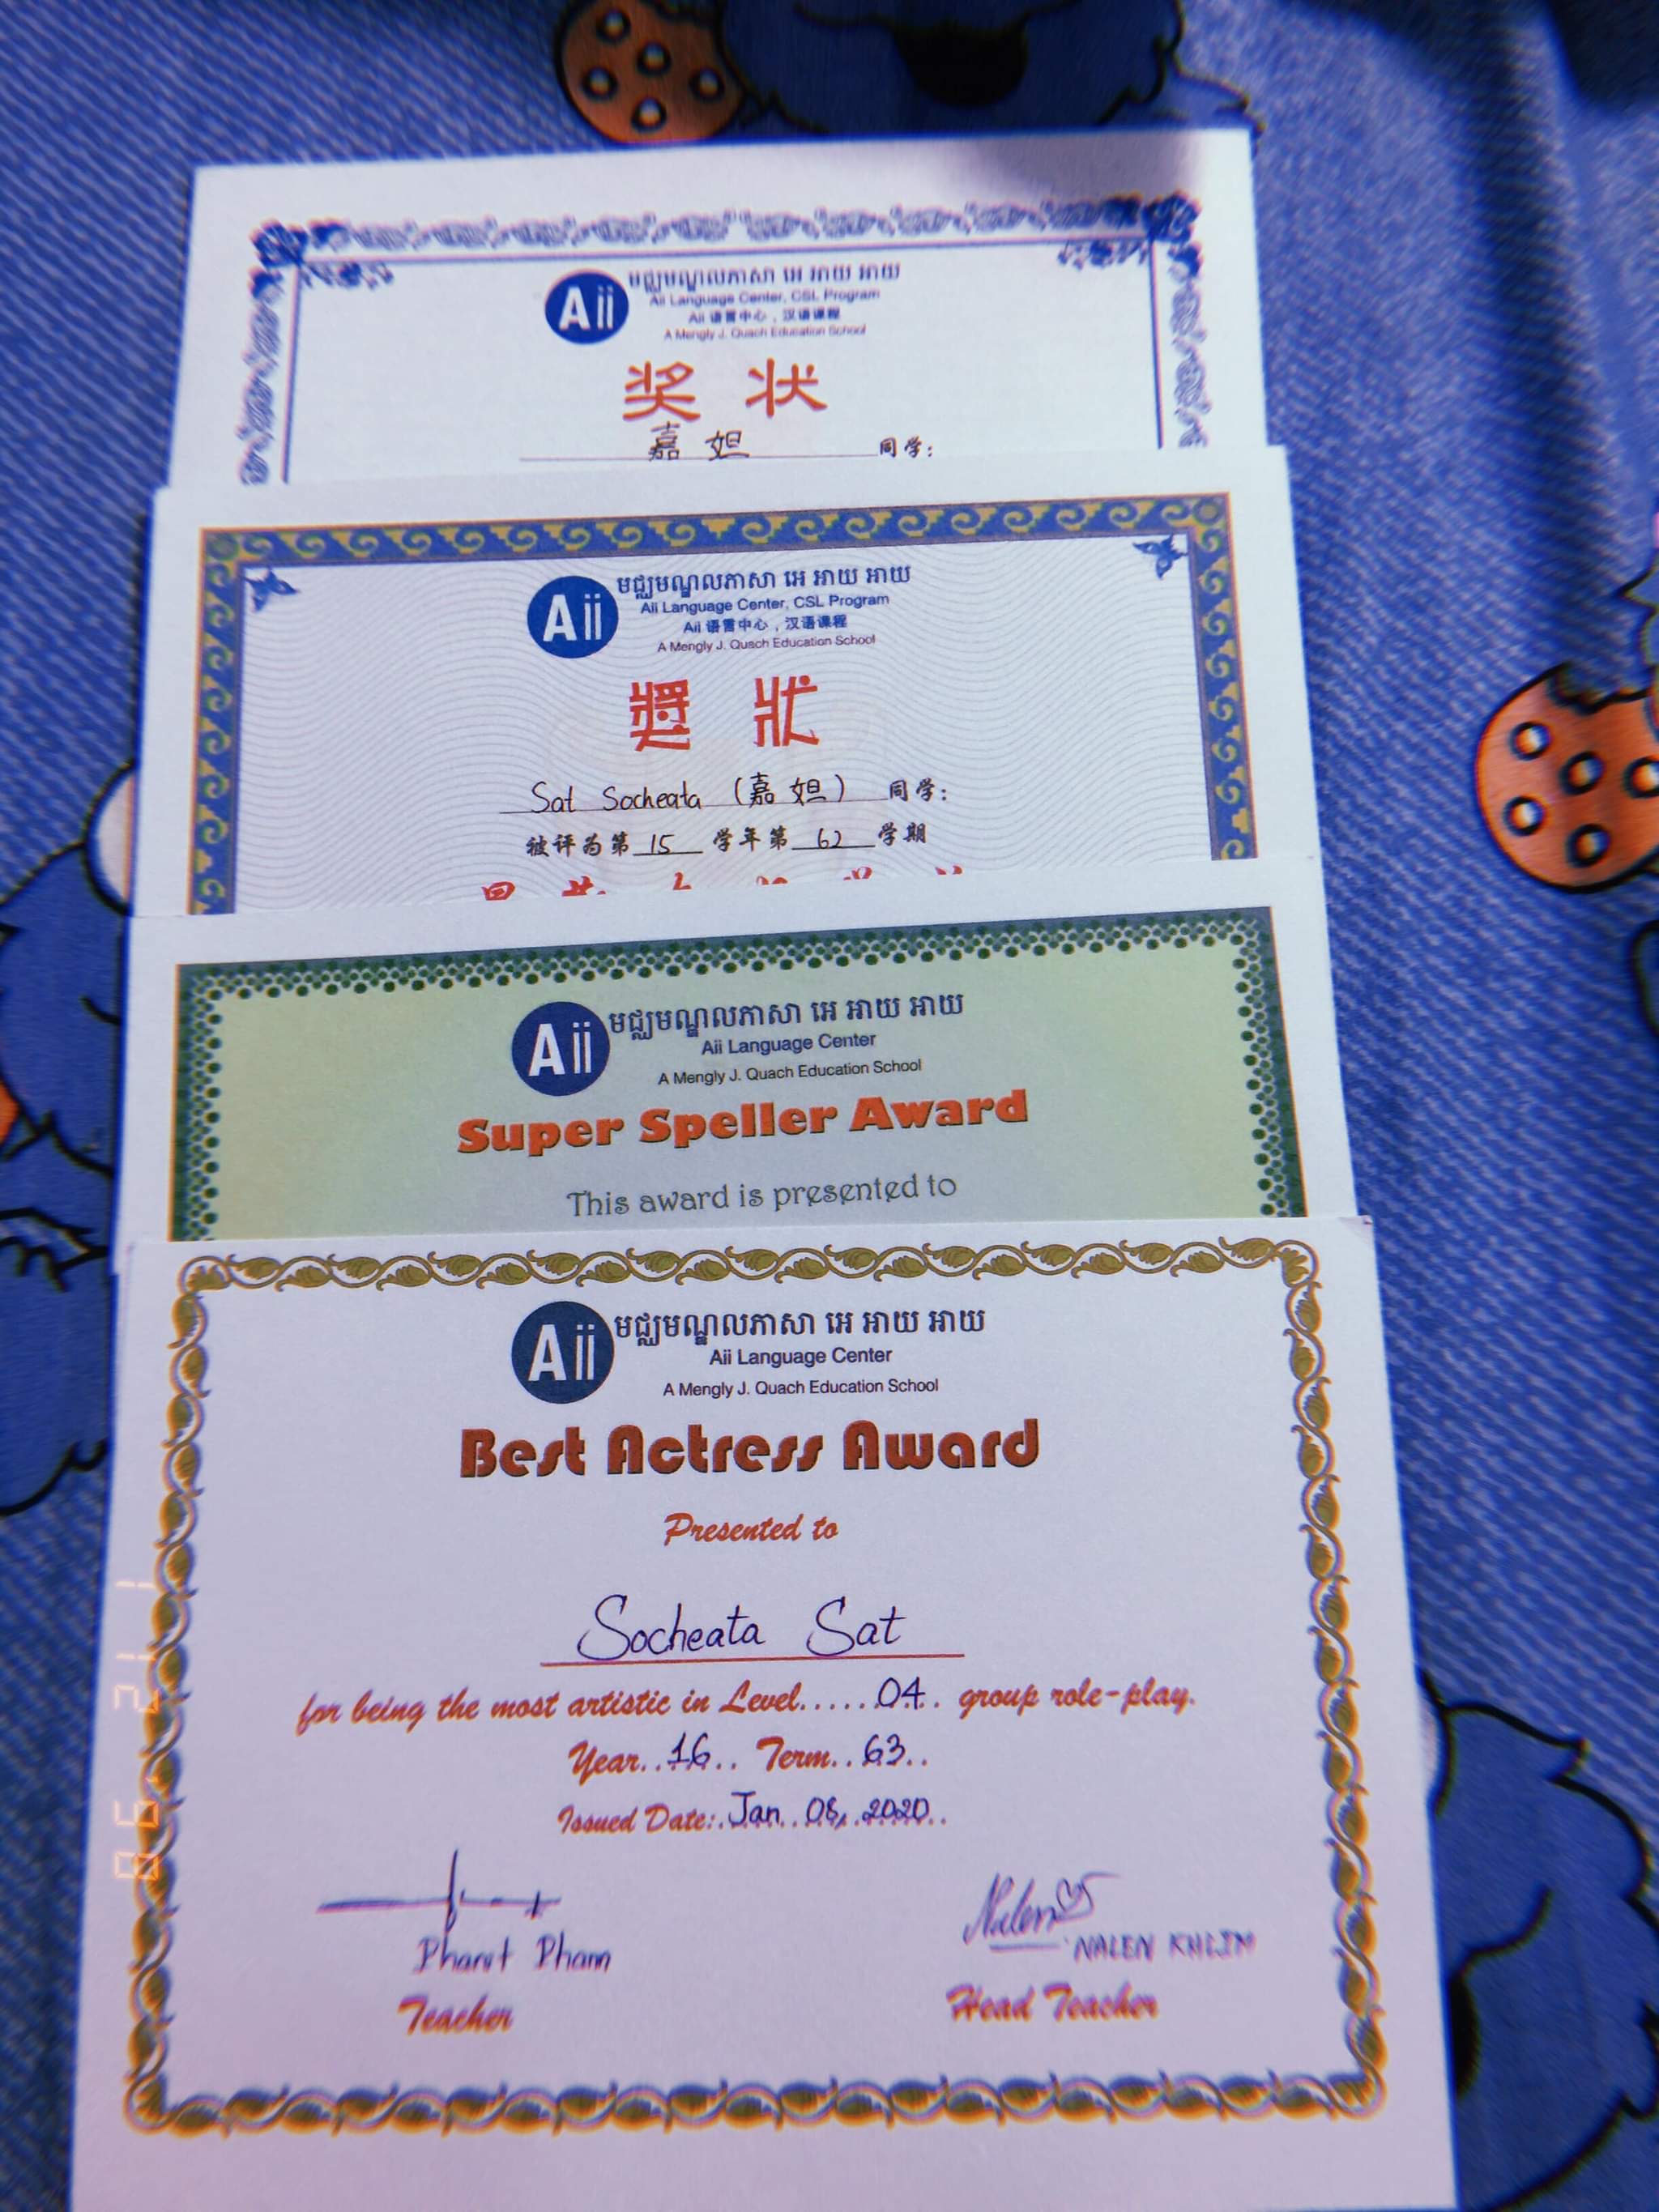 Aii
មជ្ឈមណ្ឌលភាសា អេ អាយ អាយ
Aii Language Center, CSL Program
Aii 语言中心，汉语课程
A Mengly J. Quach Education School
奖 状
嘉 妲 同学：
Aii
មជ្ឈមណ្ឌលភាសា អេ អាយ អាយ
Aii Language Center, CSL Program
Aii 语言中心，汉语课程
A Mengly J. Quach Education School
奬 狀
Sat Socheata (嘉 妲) 同学：
被评为第 15 学年第 62 学期
Aii
មជ្ឈមណ្ឌលភាសា អេ អាយ អាយ
Aii Language Center
A Mengly J. Quach Education School
Super Speller Award
This award is presented to
Aii
មជ្ឈមណ្ឌលភាសា អេ អាយ អាយ
Aii Language Center
A Mengly J. Quach Education School
Best Actress Award
Presented to
Socheata Sat
for being the most artistic in Level......04.. group role-play.
Year..16.. Term..63..
Issued Date:.Jan..08,.2020..
Phanit Phann
Teacher
Nalen
NALEN KHLIM
Head Teacher